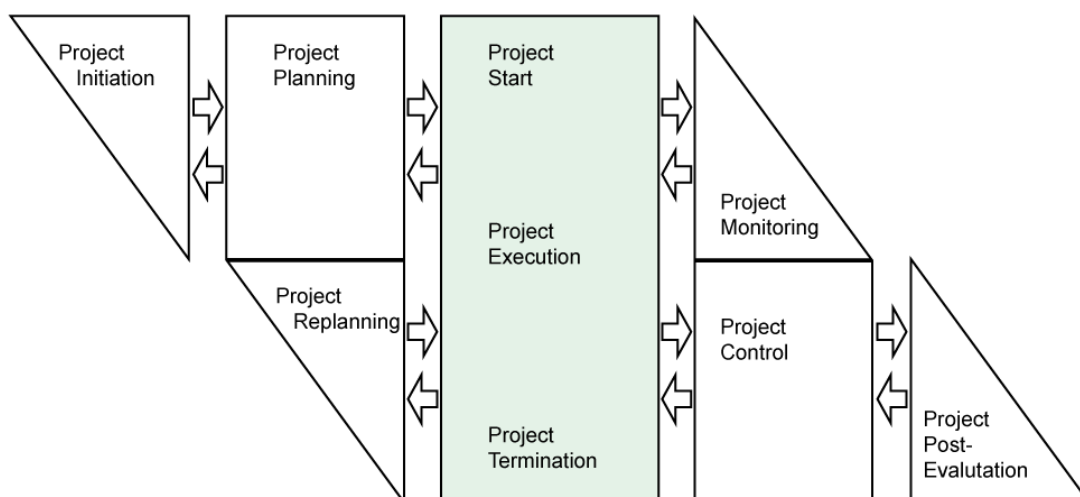 Project
Initiation
Project
Planning
Project
Start
Project
Execution
Project
Monitoring
Project
Replanning
Project
Control
Project
Termination
Project
Post-
Evalutation